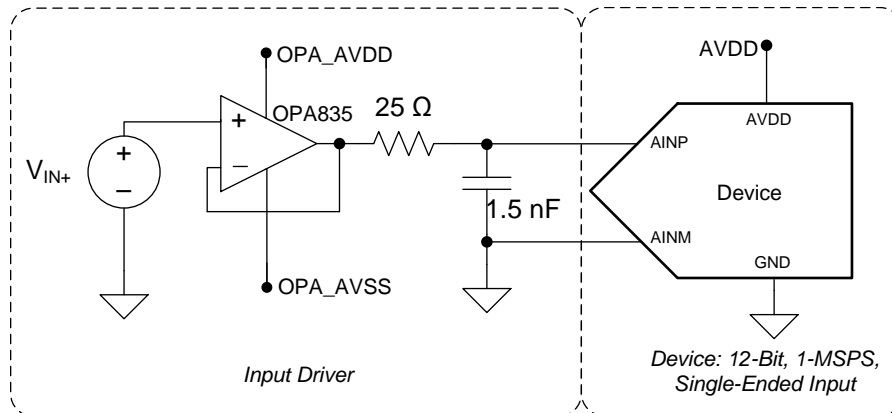 OPA_AVDD
AVDD
OPA835
25 Ω
+
−
AVDD
AINP
VIN+
+
−
1.5 nF
Device
AINM
GND
OPA_AVSS
Input Driver
Device: 12-Bit, 1-MSPS,
Single-Ended Input